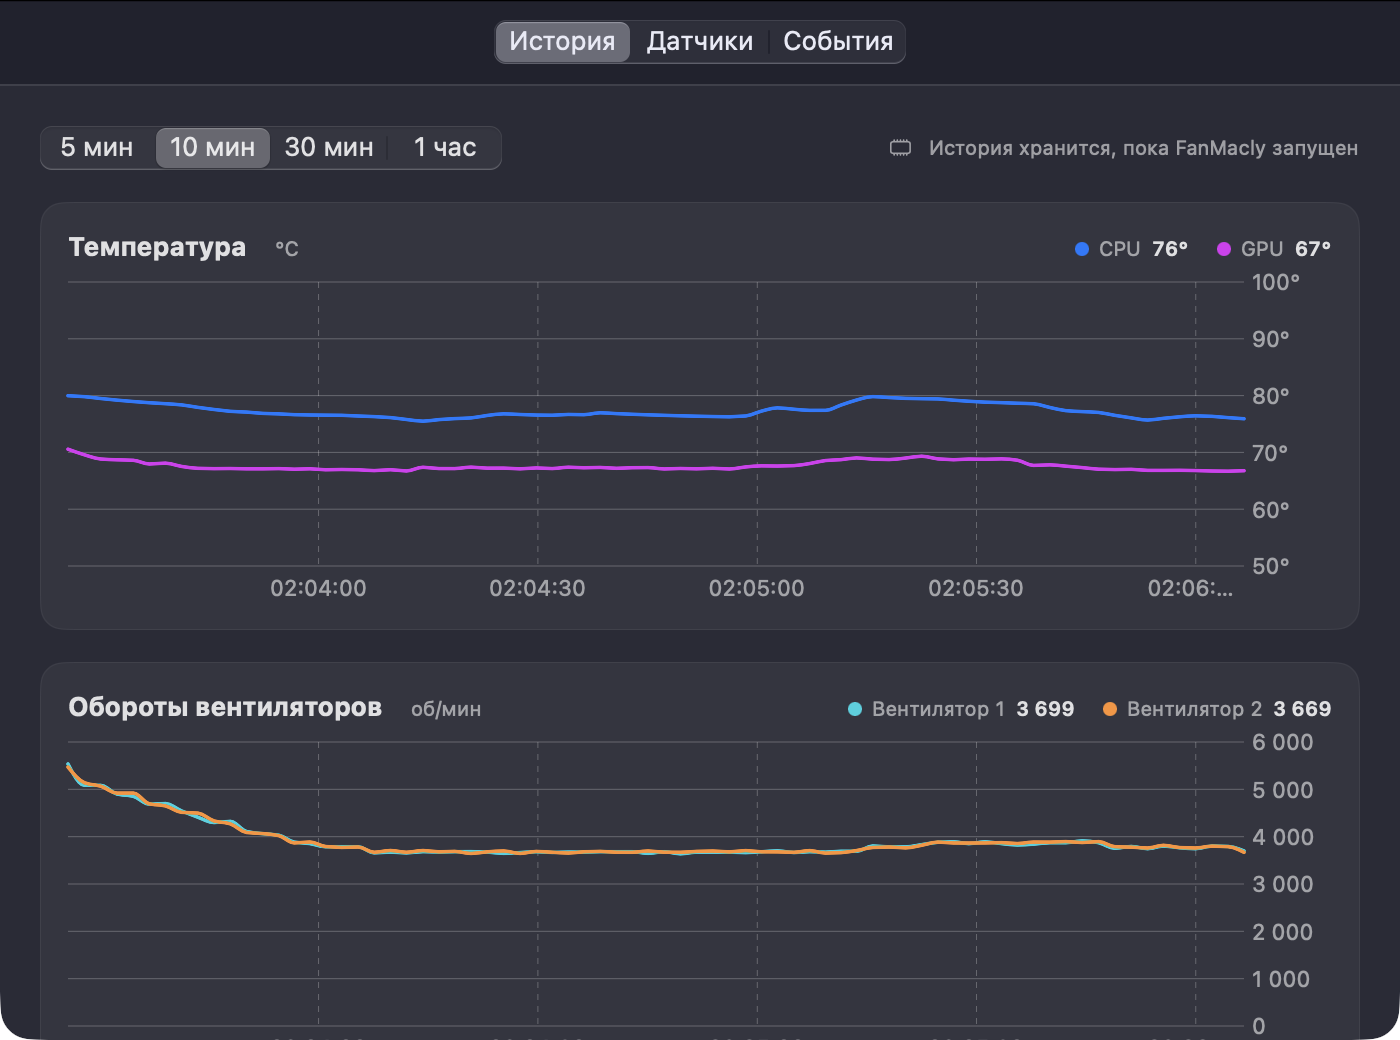 История Датчики События
5 мин 10 мин 30 мин 1 час История хранится, пока FanMacly запущен
Температура °C CPU 76° GPU 67°
100°
90°
80°
70°
60°
50°
02:04:00 02:04:30 02:05:00 02:05:30 02:06:...
Обороты вентиляторов об/мин Вентилятор 1 3 699 Вентилятор 2 3 669
6 000
5 000
4 000
3 000
2 000
1 000
0